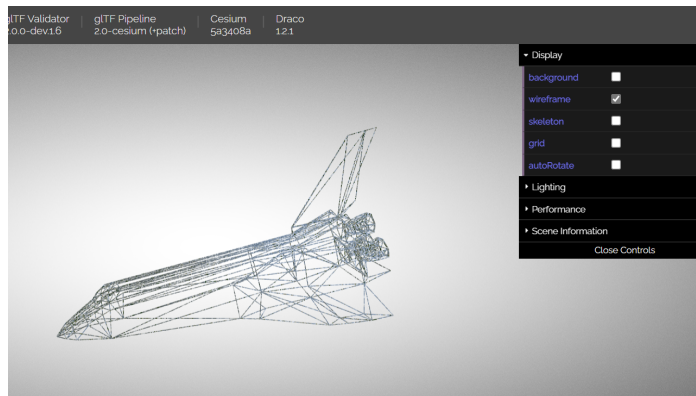 glTF Validator
2.0.0-dev.1.6
glTF Pipeline
2.0-cesium (+patch)
Cesium
5a3408a
Draco
1.2.1
Display
background
wireframe
skeleton
grid
autoRotate
Lighting
Performance
Scene Information
Close Controls